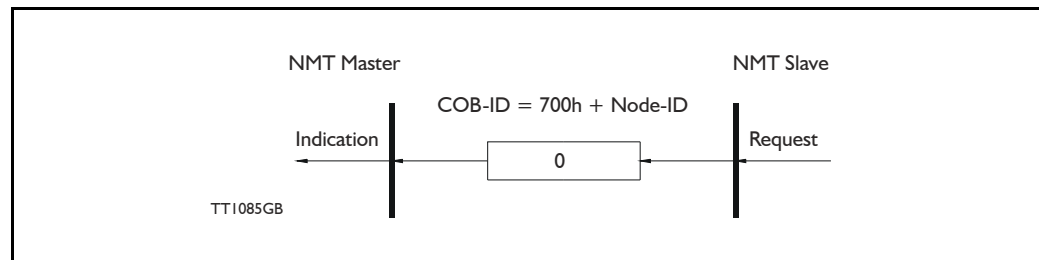 NMT Master
NMT Slave
COB-ID = 700h + Node-ID
Indication
0
Request
TT1085GB